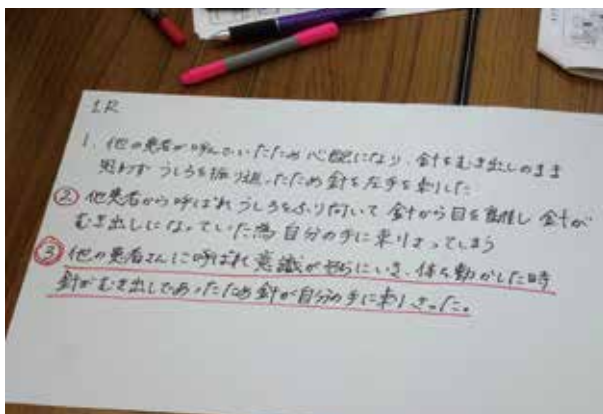 1R
1. 他の患者が呼んでいたため心配になり、針をむき出しのまま
思わずうしろを振り返ったため針を左手を刺した
② 他患者から呼ばれうしろをふり向いて針から目を離し針が
むき出しになっていた為自分の手に刺ささってしまう
③ 他の患者さんに呼ばれ意識がそちらにいき、体を動かした時
針がむき出しであったため針が自分の手に刺しささった。